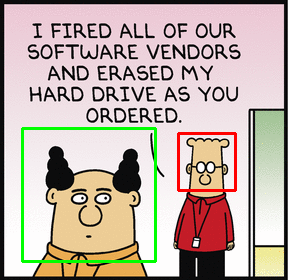 I FIRED ALL OF OUR
SOFTWARE VENDORS
AND ERASED MY
HARD DRIVE AS YOU
ORDERED.